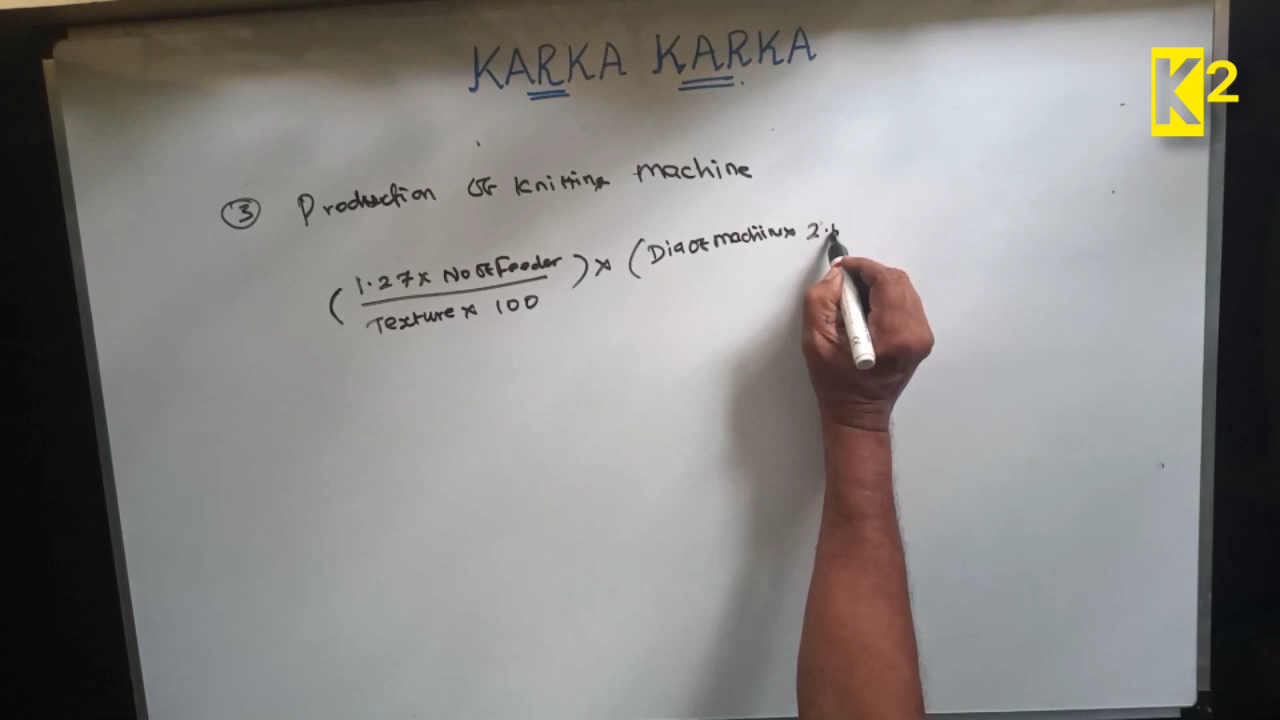 KARKA KARKA
K2
③ Production of Knitting machine
(1.27 x No of Feeder) x (Dia of machine x 2.
Texture x 100